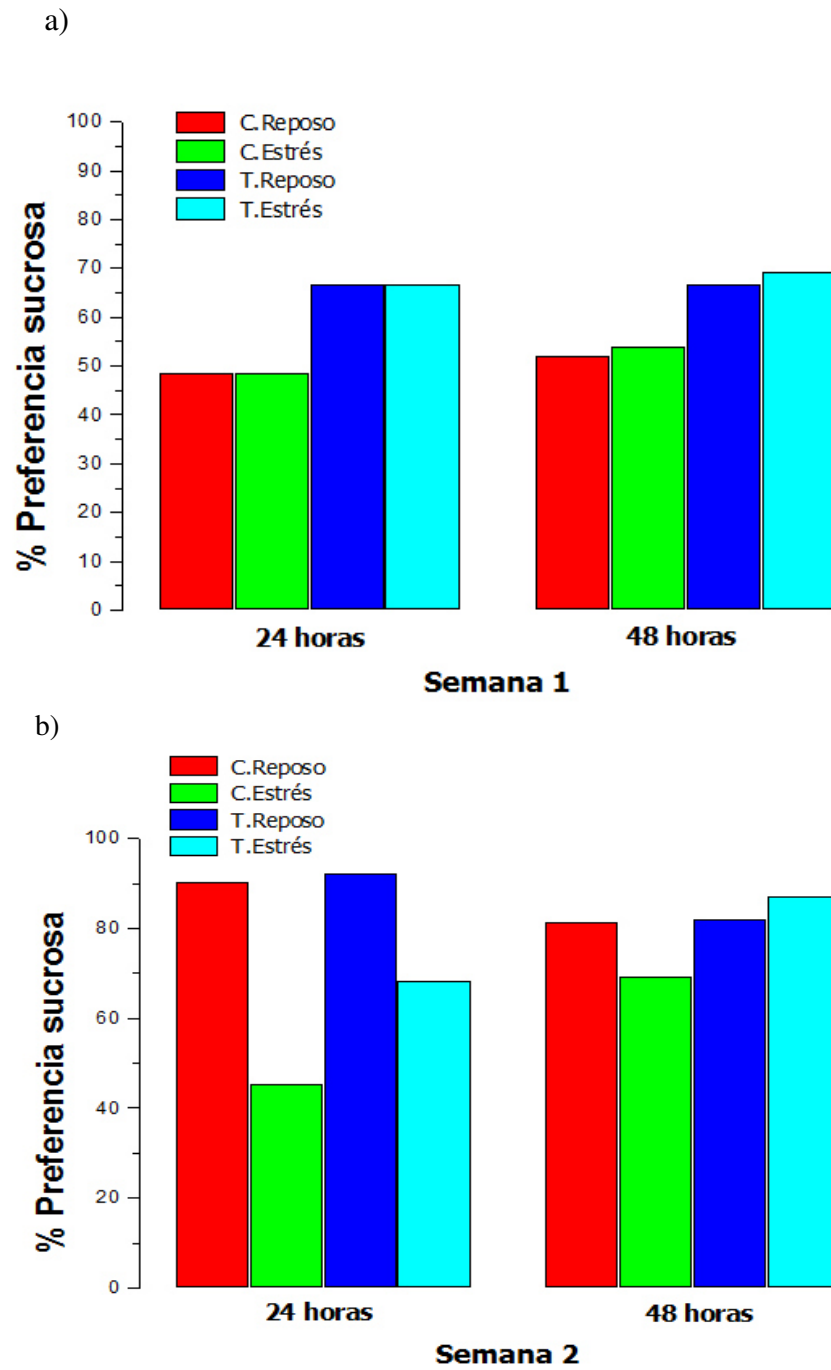 a)
C.Reposo
C.Estrés
T.Reposo
T.Estrés
100
90
80
70
60
50
40
30
20
10
0
% Preferencia sucrosa
24 horas
48 horas
Semana 1
b)
C.Reposo
C.Estrés
T.Reposo
T.Estrés
100
80
60
40
20
0
% Preferencia sucrosa
24 horas
48 horas
Semana 2